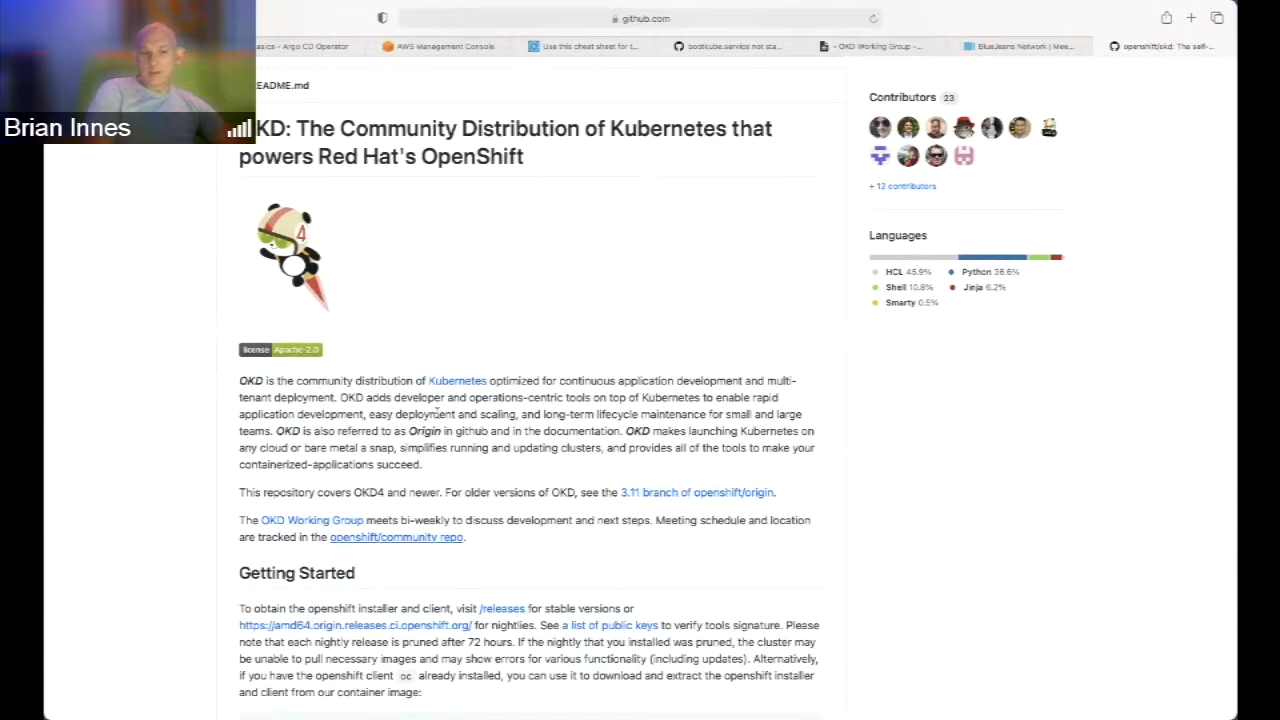 github.com
asics - Argo CD Operator
AWS Management Console
Use this cheat sheet for t...
bootkube.service not sta...
- OKD Working Group -...
BlueJeans Network | Mee...
openshift/okd: The self-...
Brian Innes
EADME.md
KD: The Community Distribution of Kubernetes that
powers Red Hat's OpenShift
4
license Apache-2.0
OKD is the community distribution of Kubernetes optimized for continuous application development and multi-
tenant deployment. OKD adds developer and operations-centric tools on top of Kubernetes to enable rapid
application development, easy deployment and scaling, and long-term lifecycle maintenance for small and large
teams. OKD is also referred to as Origin in github and in the documentation. OKD makes launching Kubernetes on
any cloud or bare metal a snap, simplifies running and updating clusters, and provides all of the tools to make your
containerized-applications succeed.
This repository covers OKD4 and newer. For older versions of OKD, see the 3.11 branch of openshift/origin.
The OKD Working Group meets bi-weekly to discuss development and next steps. Meeting schedule and location
are tracked in the openshift/community repo.
Getting Started
To obtain the openshift installer and client, visit /releases for stable versions or
https://amd64.origin.releases.ci.openshift.org/ for nightlies. See a list of public keys to verify tools signature. Please
note that each nightly release is pruned after 72 hours. If the nightly that you installed was pruned, the cluster may
be unable to pull necessary images and may show errors for various functionality (including updates). Alternatively,
if you have the openshift client oc already installed, you can use it to download and extract the openshift installer
and client from our container image:
Contributors 23
+ 12 contributors
Languages
HCL 45.9%
Python 36.6%
Shell 10.8%
Jinja 6.2%
Smarty 0.5%